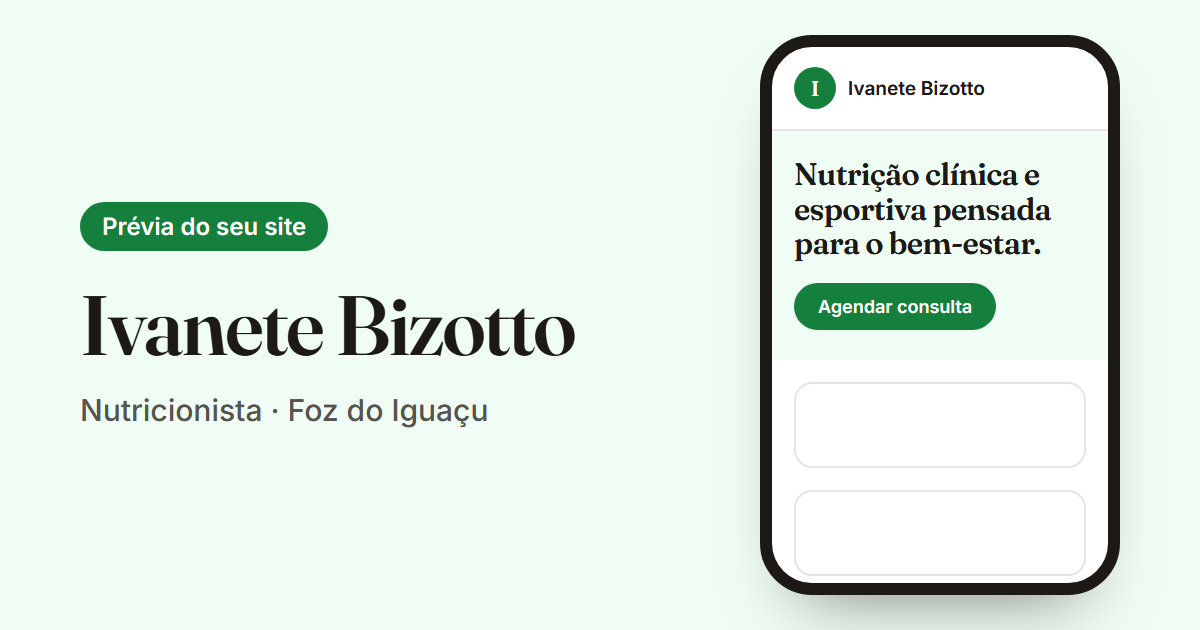 Prévia do seu site
Ivanete Bizotto
Nutricionista · Foz do Iguaçu
I
Ivanete Bizotto
Nutrição clínica e
esportiva pensada
para o bem-estar.
Agendar consulta